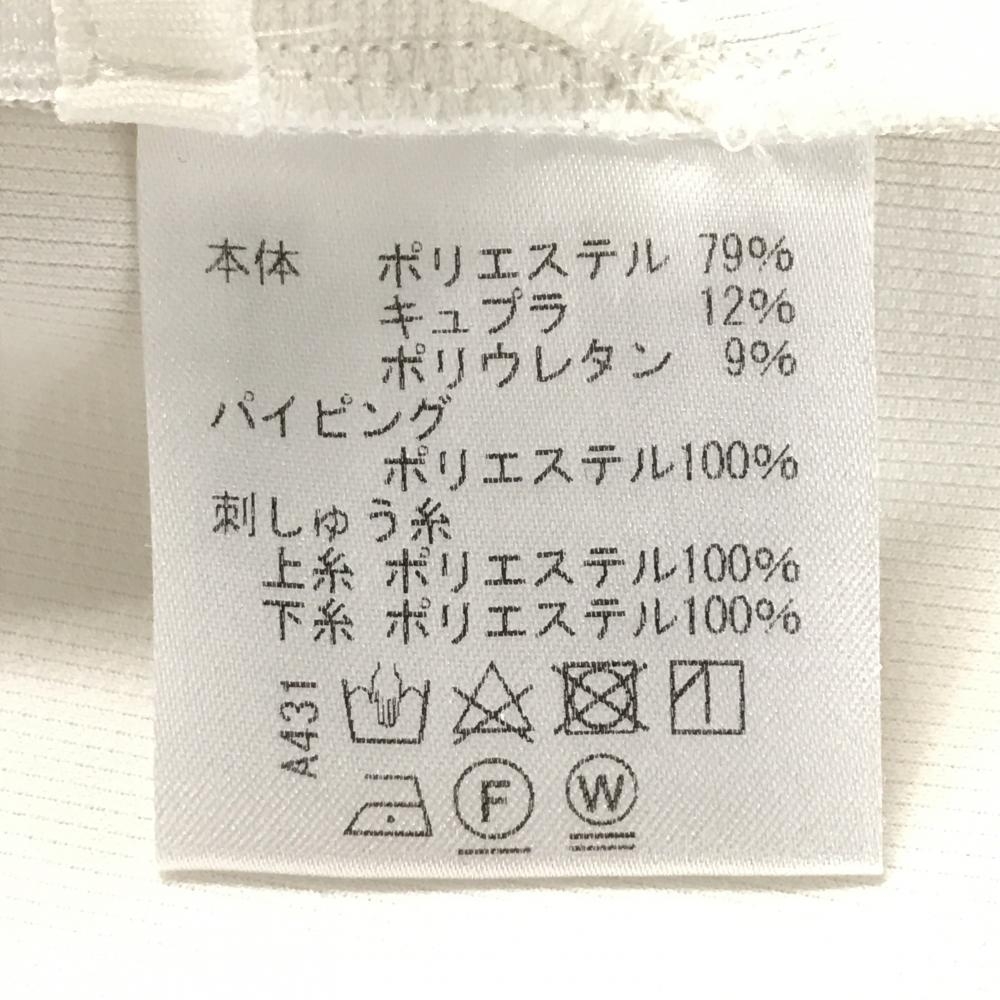 本体 ポリエステル 79%
キュプラ 12%
ポリウレタン 9%
パイピング
ポリエステル100%
刺しゅう糸
上糸 ポリエステル100%
下糸 ポリエステル100%
A431
F W